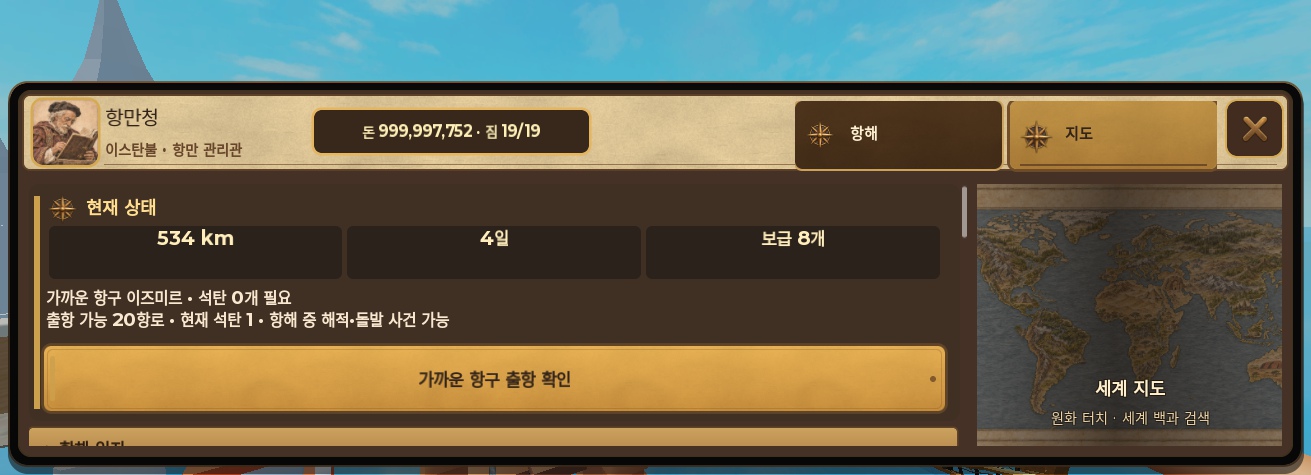 항만청
이스탄불 • 항만 관리관
돈 999,997,752 · 짐 19/19
항해
지도
현재 상태
534 km
4일
보급 8개
가까운 항구 이즈미르 • 석탄 0개 필요
출항 가능 20항로 • 현재 석탄 1 • 항해 중 해적•돌발 사건 가능
가까운 항구 출항 확인
세계 지도
원화 터치 · 세계 백과 검색